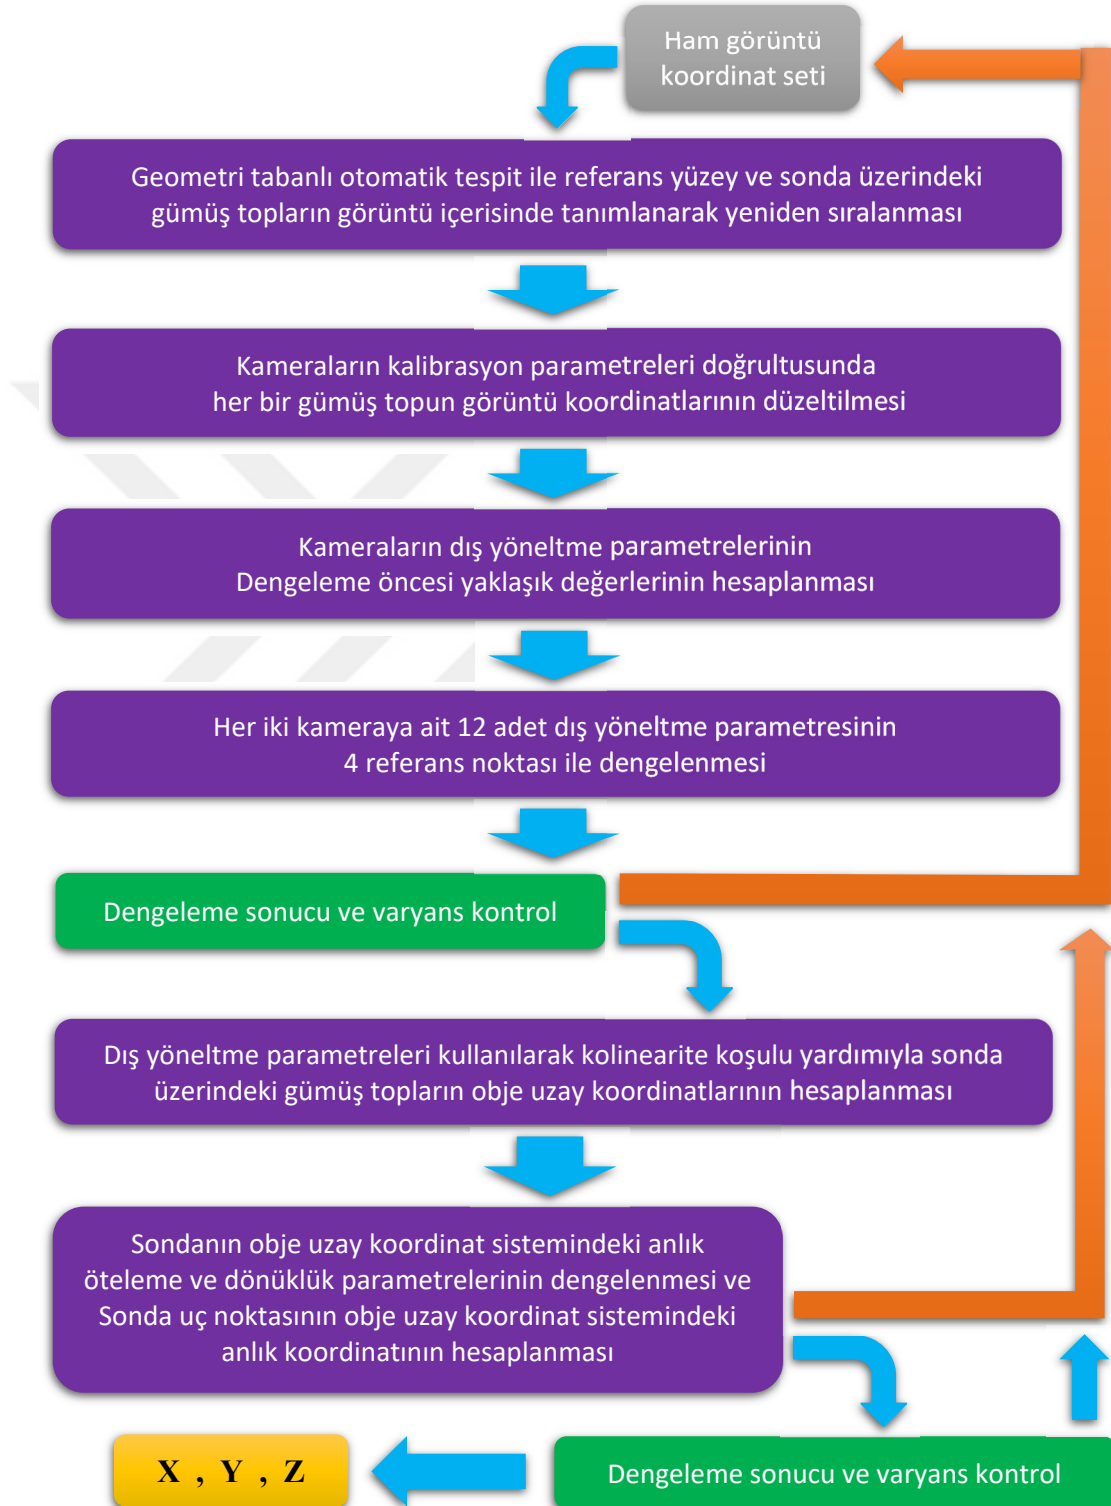 Ham görüntü
koordinat seti
Geometri tabanlı otomatik tespit ile referans yüzey ve sonda üzerindeki
gümüş topların görüntü içerisinde tanımlanarak yeniden sıralanması
Kameraların kalibrasyon parametreleri doğrultusunda
her bir gümüş topun görüntü koordinatlarının düzeltilmesi
Kameraların dış yöneltme parametrelerinin
Dengeleme öncesi yaklaşık değerlerinin hesaplanması
Her iki kameraya ait 12 adet dış yöneltme parametresinin
4 referans noktası ile dengelenmesi
Dengeleme sonucu ve varyans kontrol
Dış yöneltme parametreleri kullanılarak kolinearite koşulu yardımıyla sonda
üzerindeki gümüş topların obje uzay koordinatlarının hesaplanması
Sondanın obje uzay koordinat sistemindeki anlık
öteleme ve dönüklük parametrelerinin dengelenmesi ve
Sonda uç noktasının obje uzay koordinat sistemindeki
anlık koordinatının hesaplanması
X , Y , Z
Dengeleme sonucu ve varyans kontrol